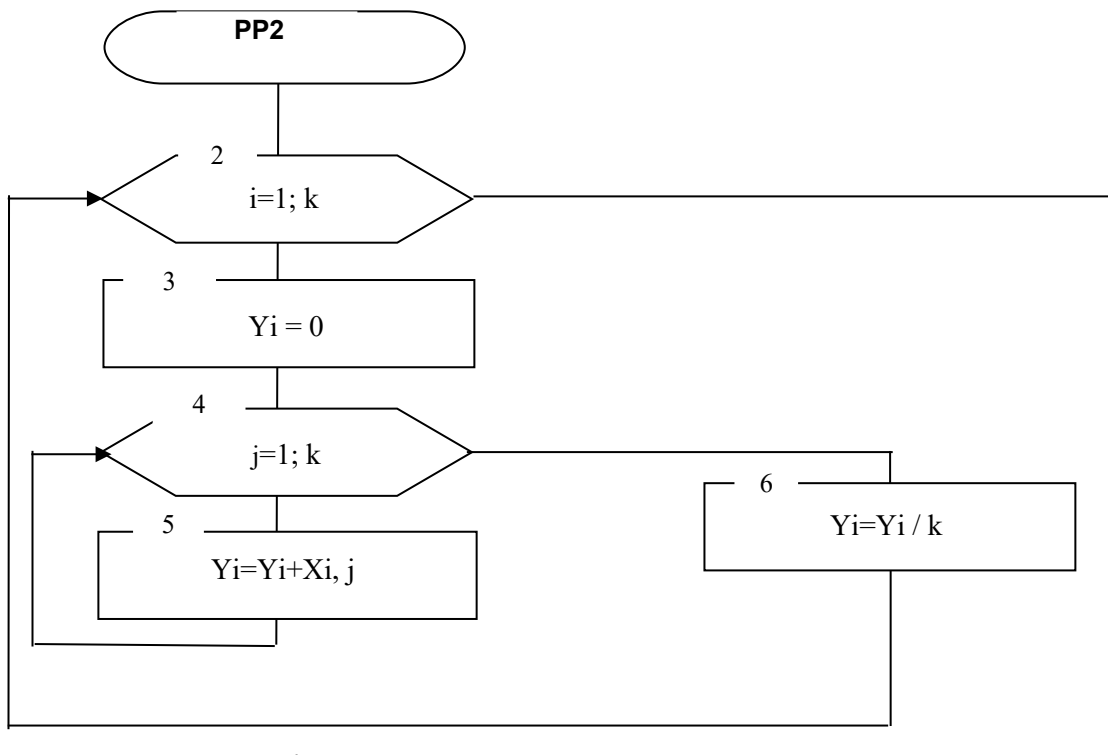 PP2
2
i=1; k
3
Yi = 0
4
j=1; k
6
Yi=Yi / k
5
Yi=Yi+Xi, j